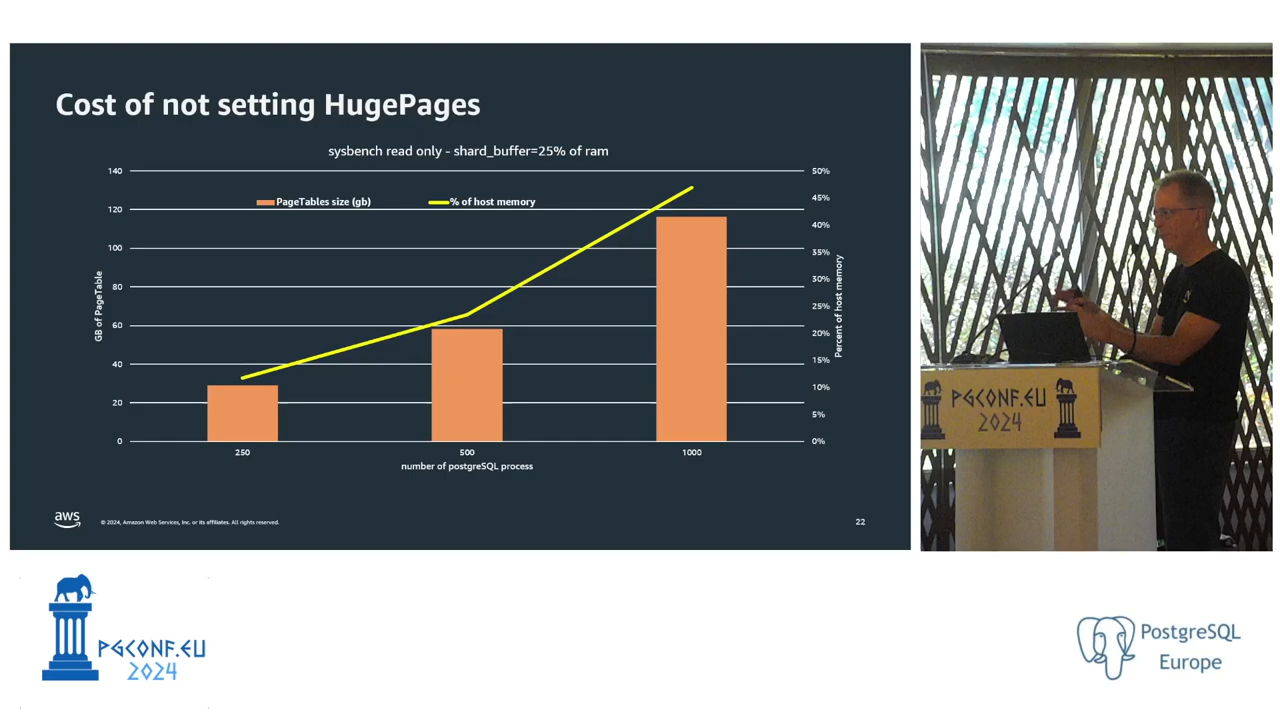 Cost of not setting HugePages
sysbench read only - shard_buffer=25% of ram
PageTables size (gb)
% of host memory
140
120
100
80
60
40
20
0
GB of PageTable
50%
45%
40%
35%
30%
25%
20%
15%
10%
5%
0%
Percent of host memory
250
500
1000
number of postgreSQL process
aws
© 2024, Amazon Web Services, Inc. or its affiliates. All rights reserved.
22
PGCONF.EU
2024
PGCONF.EU
2024
PostgreSQL
Europe